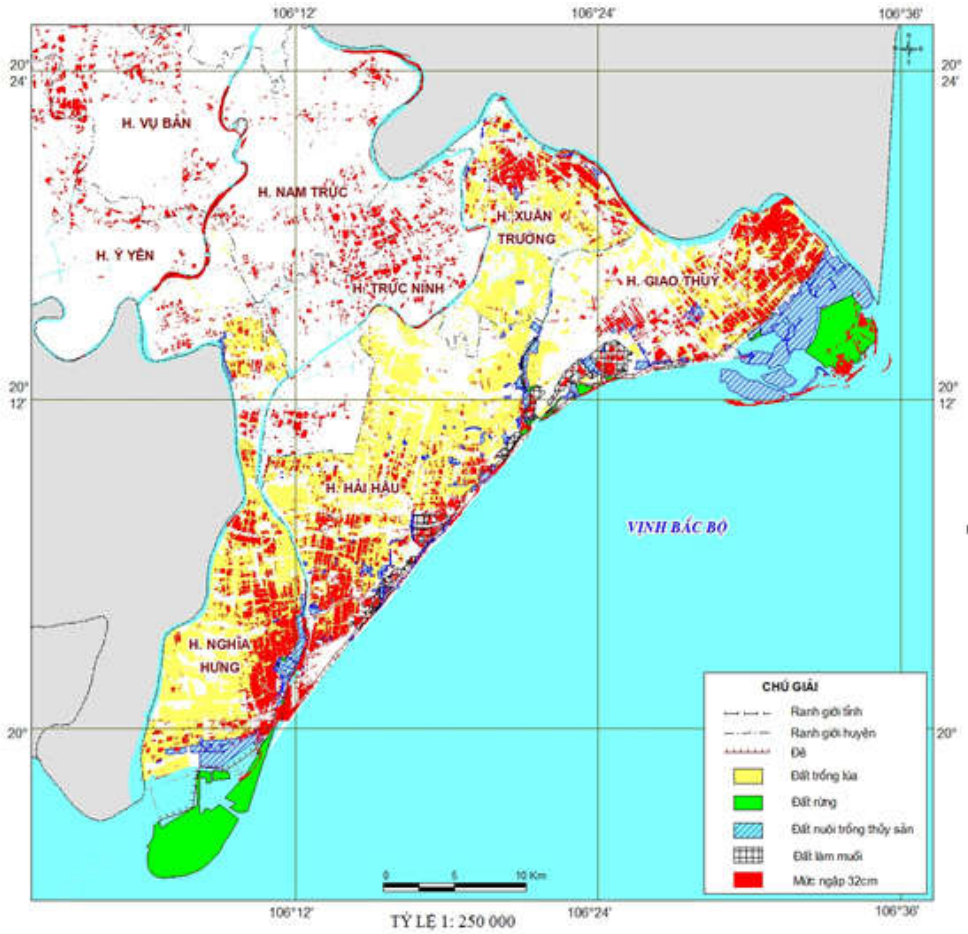 106°12'
106°24'
106°36'
20°
24'
20°
24'
H. VỤ BẢN
H. NAM TRỰC
H. XUÂN
TRƯỜNG
H. Ý YÊN
H. TRỰC NINH
H. GIAO THỦY
20°
12'
20°
12'
H. HẢI HẬU
VỊNH BẮC BỘ
H. NGHĨA
HƯNG
20°
20°
CHÚ GIẢI
Ranh giới tỉnh
Ranh giới huyện
Đê
Đất trồng lúa
Đất rừng
Đất nuôi trồng thủy sản
Đất làm muối
Mức ngập 32cm
0 5 10 Km
106°12'
106°24'
106°36'
TỶ LỆ 1: 250 000